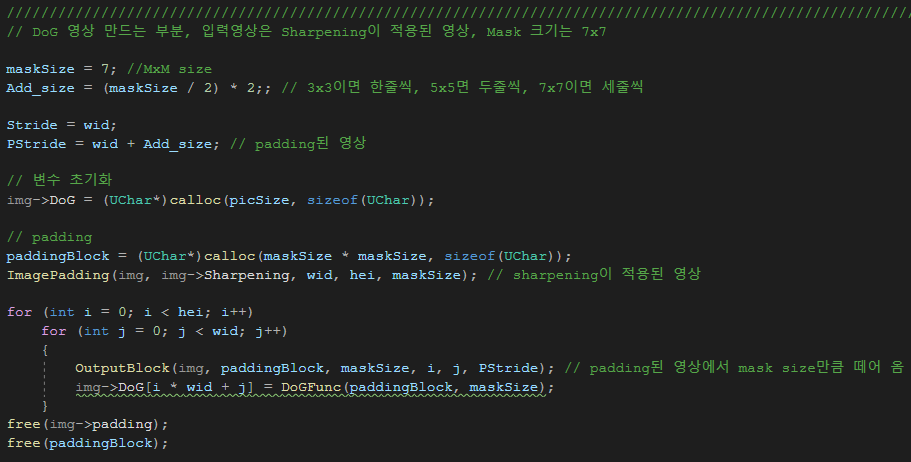 ////////////////////////////////////////////////////////////////////////////////////////////////////////////////////////////////////
// DoG 영상 만드는 부분, 입력영상은 Sharpening이 적용된 영상, Mask 크기는 7x7
maskSize = 7; //MxM size
Add_size = (maskSize / 2) * 2;; // 3x3이면 한줄씩, 5x5면 두줄씩, 7x7이면 세줄씩
Stride = wid;
PStride = wid + Add_size; // padding된 영상
// 변수 초기화
img->DoG = (UChar*)calloc(picSize, sizeof(UChar));
// padding
paddingBlock = (UChar*)calloc(maskSize * maskSize, sizeof(UChar));
ImagePadding(img, img->Sharpening, wid, hei, maskSize); // sharpening이 적용된 영상
for (int i = 0; i < hei; i++)
for (int j = 0; j < wid; j++)
{
OutputBlock(img, paddingBlock, maskSize, i, j, PStride); // padding된 영상에서 mask size만큼 떼어 옴
img->DoG[i * wid + j] = DoGFunc(paddingBlock, maskSize);
}
free(img->padding);
free(paddingBlock);